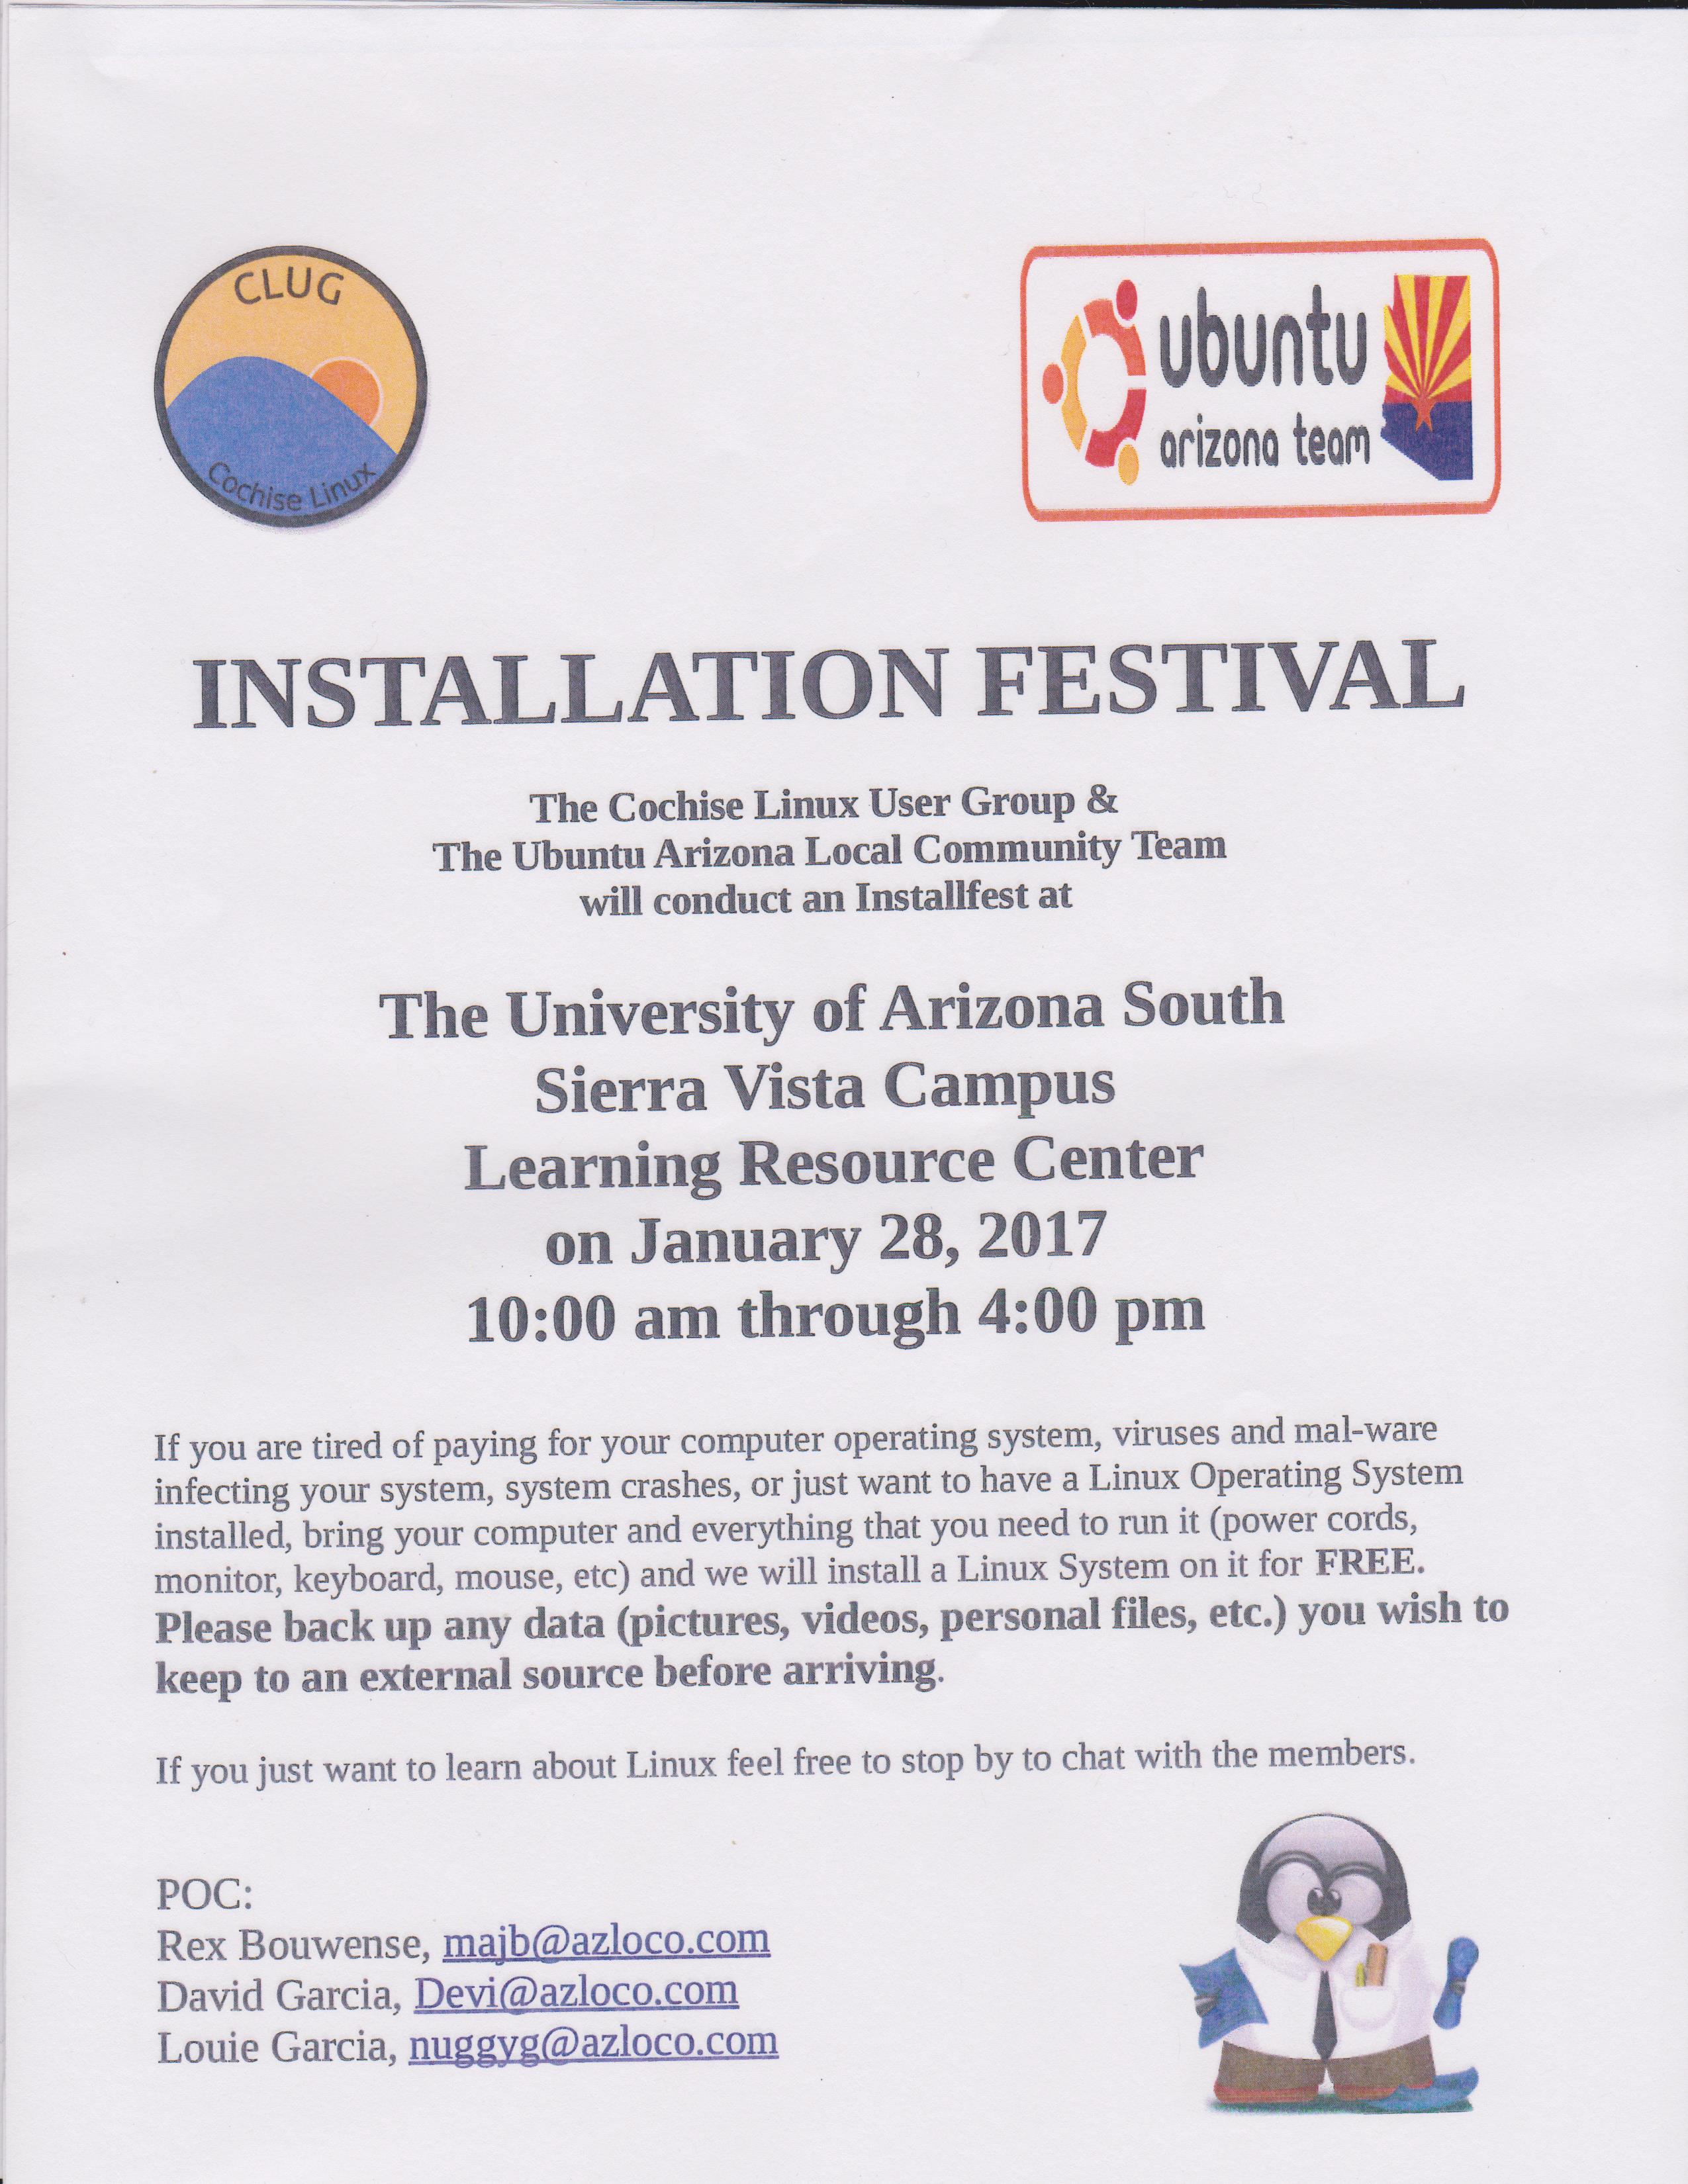 CLUG
Cochise Linux
ubuntu
arizona team
INSTALLATION FESTIVAL
The Cochise Linux User Group &
The Ubuntu Arizona Local Community Team
will conduct an Installfest at
The University of Arizona South
Sierra Vista Campus
Learning Resource Center
on January 28, 2017
10:00 am through 4:00 pm
If you are tired of paying for your computer operating system, viruses and mal-ware
infecting your system, system crashes, or just want to have a Linux Operating System
installed, bring your computer and everything that you need to run it (power cords,
monitor, keyboard, mouse, etc) and we will install a Linux System on it for FREE.
Please back up any data (pictures, videos, personal files, etc.) you wish to
keep to an external source before arriving.
If you just want to learn about Linux feel free to stop by to chat with the members.
POC:
Rex Bouwense, majb@azloco.com
David Garcia, Devi@azloco.com
Louie Garcia, nuggyg@azloco.com